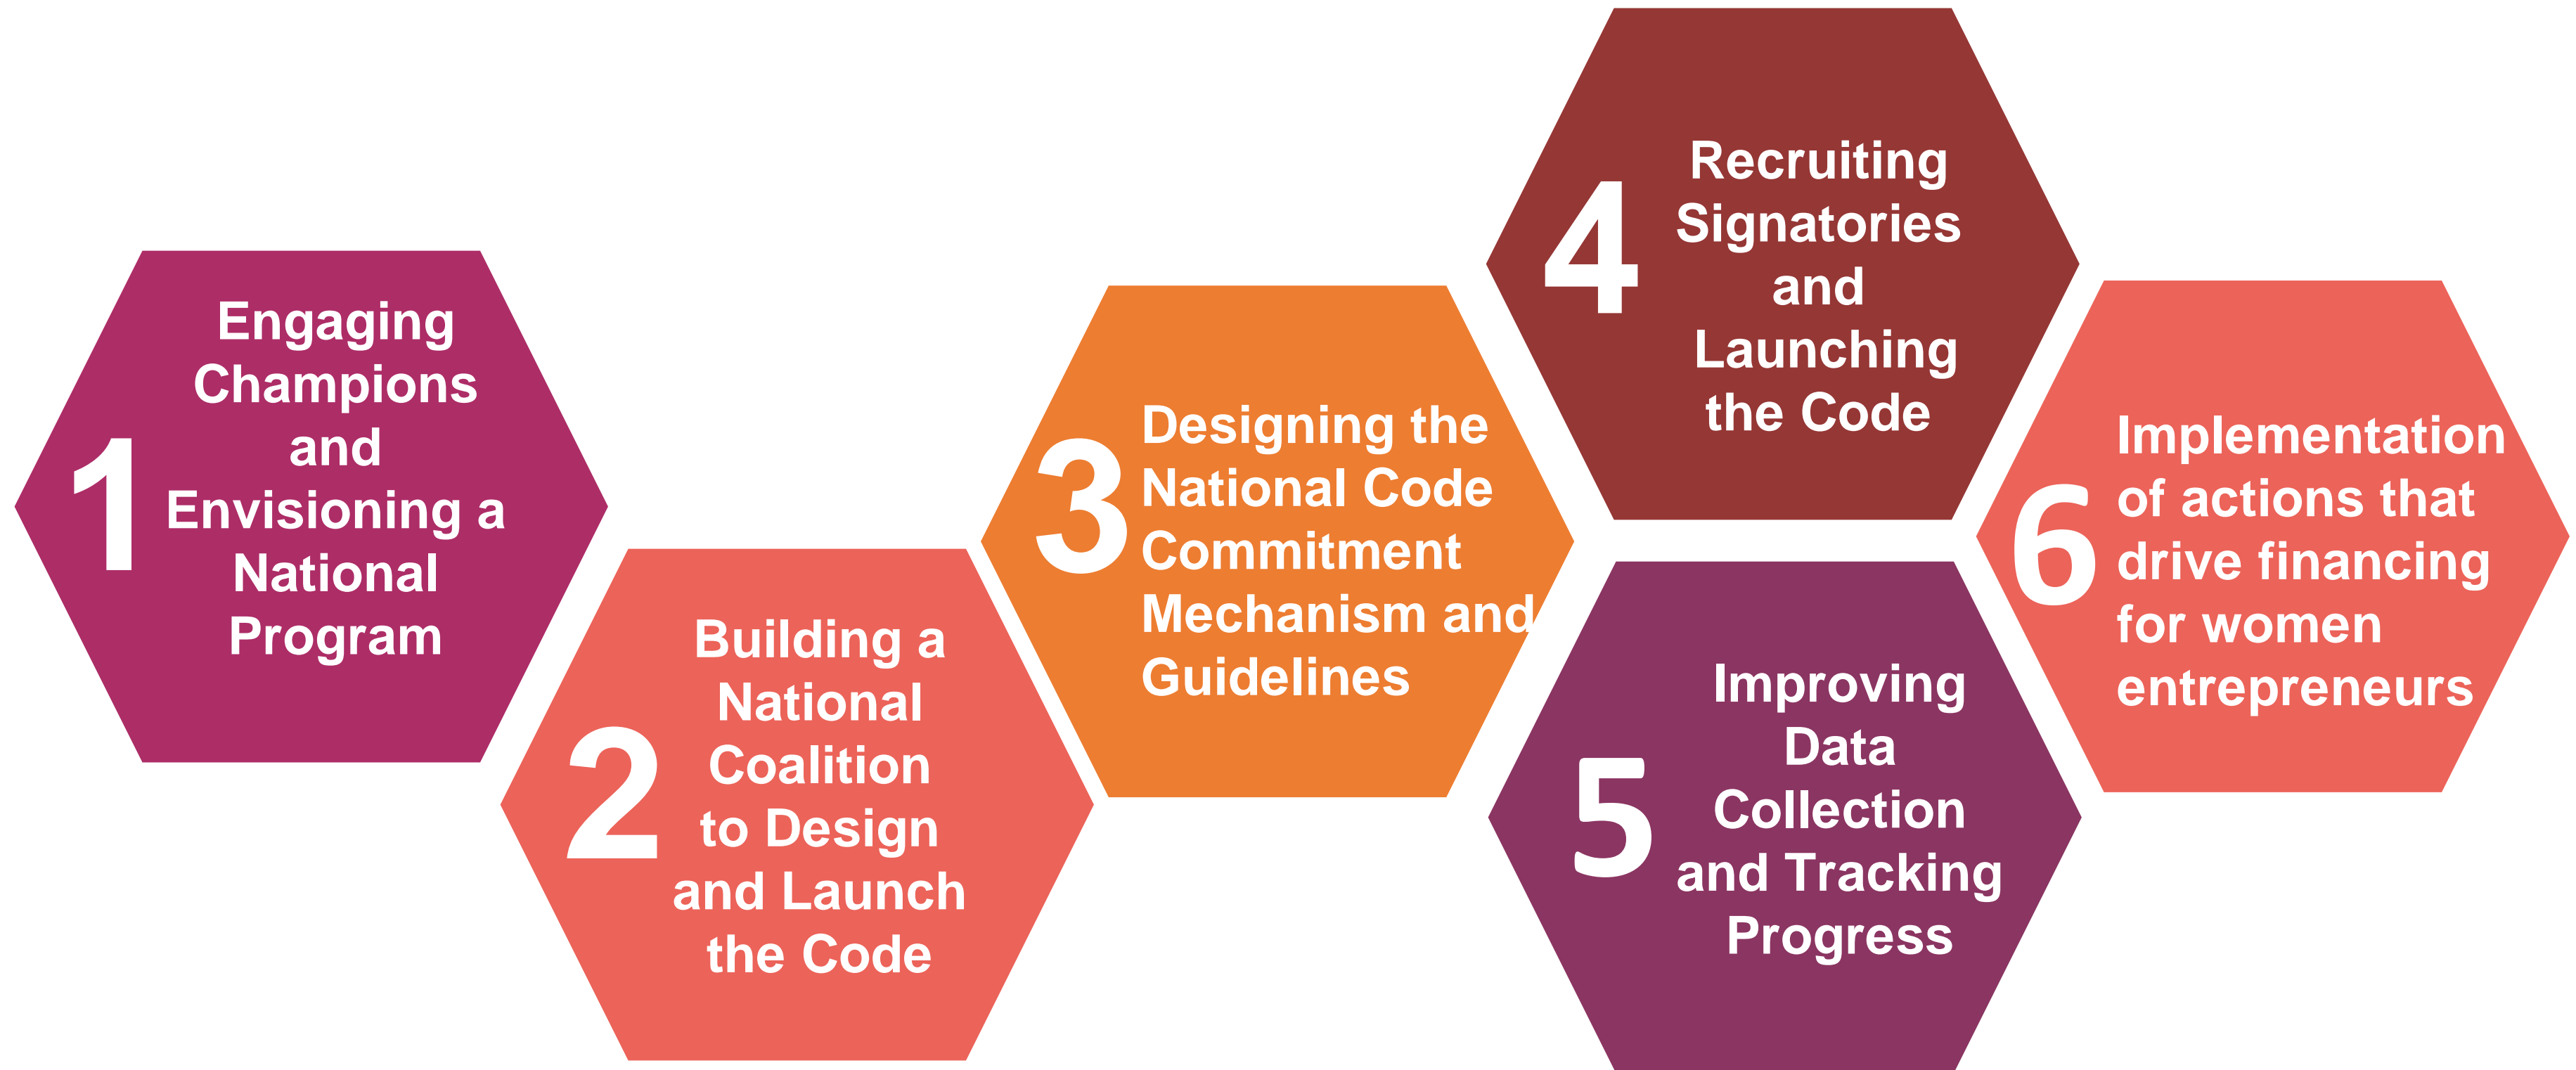 1
Engaging
Champions
and
Envisioning a
National
Program
2
Building a
National
Coalition
to Design
and Launch
the Code
3
Designing the
National Code
Commitment
Mechanism and
Guidelines
4
Recruiting
Signatories
and
Launching
the Code
5
Improving
Data
Collection
and Tracking
Progress
6
Implementation
of actions that
drive financing
for women
entrepreneurs